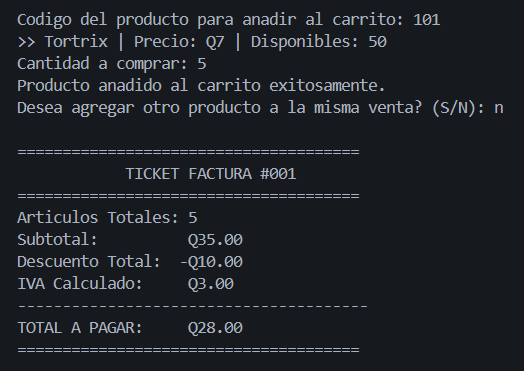 Codigo del producto para anadir al carrito: 101
>> Tortrix | Precio: Q7 | Disponibles: 50
Cantidad a comprar: 5
Producto anadido al carrito exitosamente.
Desea agregar otro producto a la misma venta? (S/N): n
======================================
TICKET FACTURA #001
======================================
Articulos Totales: 5
Subtotal: Q35.00
Descuento Total: -Q10.00
IVA Calculado: Q3.00
---------------------------------------
TOTAL A PAGAR: Q28.00
======================================